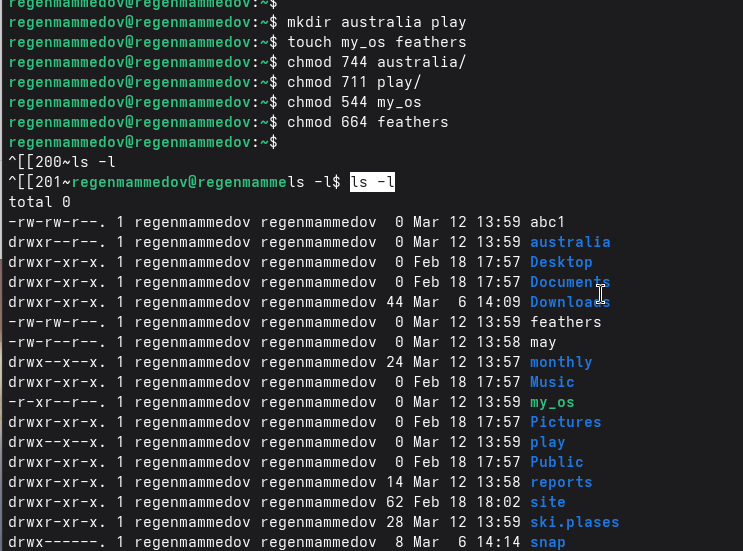 regenmammedov@regenmammedov:~$
regenmammedov@regenmammedov:~$ mkdir australia play
regenmammedov@regenmammedov:~$ touch my_os feathers
regenmammedov@regenmammedov:~$ chmod 744 australia/
regenmammedov@regenmammedov:~$ chmod 711 play/
regenmammedov@regenmammedov:~$ chmod 544 my_os
regenmammedov@regenmammedov:~$ chmod 664 feathers
regenmammedov@regenmammedov:~$
^[[200~ls -l
^[[201~regenmammedov@regenmammels -l$ ls -l
total 0
-rw-rw-r--. 1 regenmammedov regenmammedov  0 Mar 12 13:59 abc1
drwxr--r--. 1 regenmammedov regenmammedov  0 Mar 12 13:59 australia
drwxr-xr-x. 1 regenmammedov regenmammedov  0 Feb 18 17:57 Desktop
drwxr-xr-x. 1 regenmammedov regenmammedov  0 Feb 18 17:57 Documents
drwxr-xr-x. 1 regenmammedov regenmammedov 44 Mar  6 14:09 Downloads
-rw-rw-r--. 1 regenmammedov regenmammedov  0 Mar 12 13:59 feathers
-rw-r--r--. 1 regenmammedov regenmammedov  0 Mar 12 13:58 may
drwx--x--x. 1 regenmammedov regenmammedov 24 Mar 12 13:57 monthly
drwxr-xr-x. 1 regenmammedov regenmammedov  0 Feb 18 17:57 Music
-r-xr--r--. 1 regenmammedov regenmammedov  0 Mar 12 13:59 my_os
drwxr-xr-x. 1 regenmammedov regenmammedov  0 Feb 18 17:57 Pictures
drwx--x--x. 1 regenmammedov regenmammedov  0 Mar 12 13:59 play
drwxr-xr-x. 1 regenmammedov regenmammedov  0 Feb 18 17:57 Public
drwxr-xr-x. 1 regenmammedov regenmammedov 14 Mar 12 13:58 reports
drwxr-xr-x. 1 regenmammedov regenmammedov 62 Feb 18 18:02 site
drwxr-xr-x. 1 regenmammedov regenmammedov 28 Mar 12 13:59 ski.plases
drwx------. 1 regenmammedov regenmammedov  8 Mar  6 14:14 snap